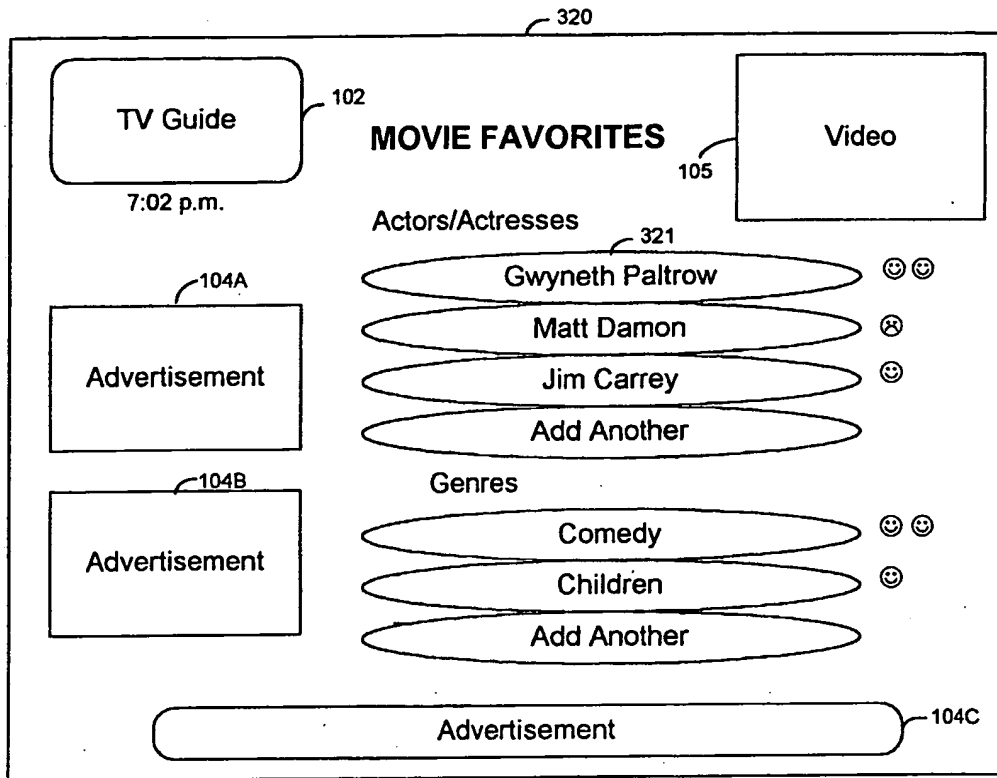 320
TV Guide
102
MOVIE FAVORITES
Video
105
7:02 p.m.
Actors/Actresses
321
Gwyneth Paltrow
Matt Damon
Jim Carrey
Add Another
104A
Advertisement
104B
Advertisement
Genres
Comedy
Children
Add Another
Advertisement
104C